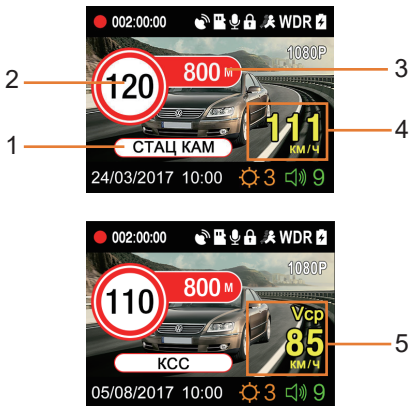 002:00:00 WDR
1080P
2
120
800 М
3
111
КМ/Ч
4
1
СТАЦ КАМ
24/03/2017 10:00 3 9
002:00:00 WDR
1080P
110
800 М
Vср
85
КМ/Ч
5
КСС
05/08/2017 10:00 3 9